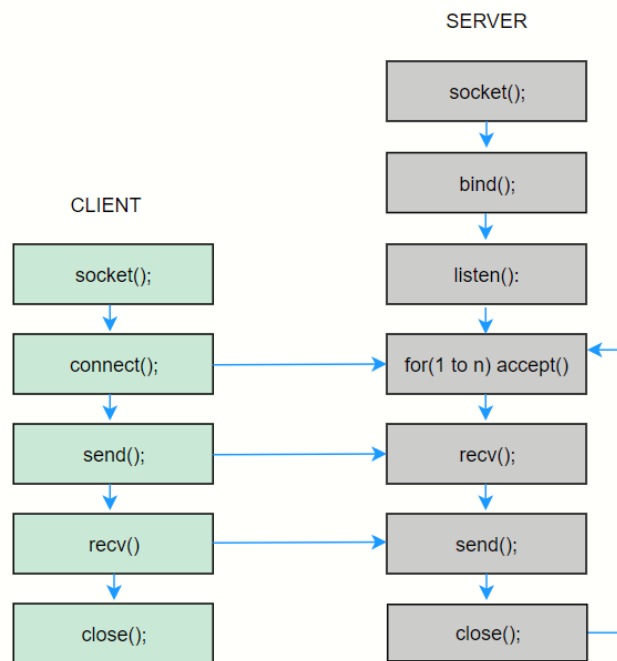 SERVER
socket();
bind();
CLIENT
socket();
listen():
connect();
for(1 to n) accept()
send();
recv();
recv()
send();
close();
close();